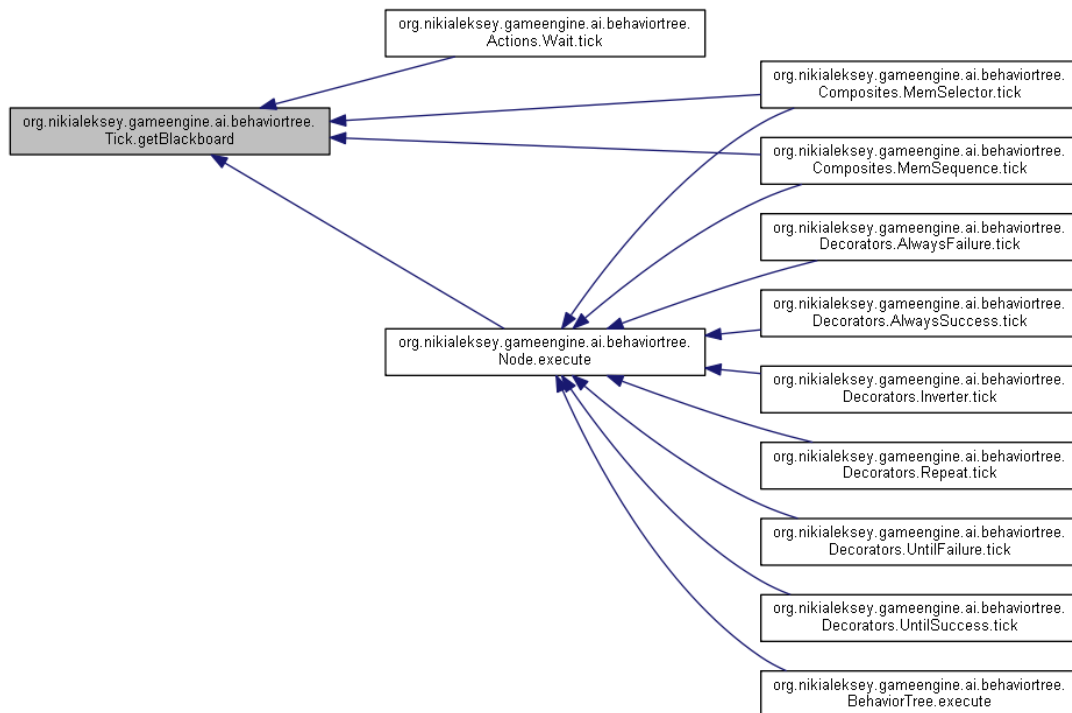 org.nikialeksey.gameengine.ai.behaviortree.
Actions.Wait.tick
org.nikialeksey.gameengine.ai.behaviortree.
Tick.getBlackboard
org.nikialeksey.gameengine.ai.behaviortree.
Composites.MemSelector.tick
org.nikialeksey.gameengine.ai.behaviortree.
Composites.MemSequence.tick
org.nikialeksey.gameengine.ai.behaviortree.
Decorators.AlwaysFailure.tick
org.nikialeksey.gameengine.ai.behaviortree.
Decorators.AlwaysSuccess.tick
org.nikialeksey.gameengine.ai.behaviortree.
Node.execute
org.nikialeksey.gameengine.ai.behaviortree.
Decorators.Inverter.tick
org.nikialeksey.gameengine.ai.behaviortree.
Decorators.Repeat.tick
org.nikialeksey.gameengine.ai.behaviortree.
Decorators.UntilFailure.tick
org.nikialeksey.gameengine.ai.behaviortree.
Decorators.UntilSuccess.tick
org.nikialeksey.gameengine.ai.behaviortree.
BehaviorTree.execute